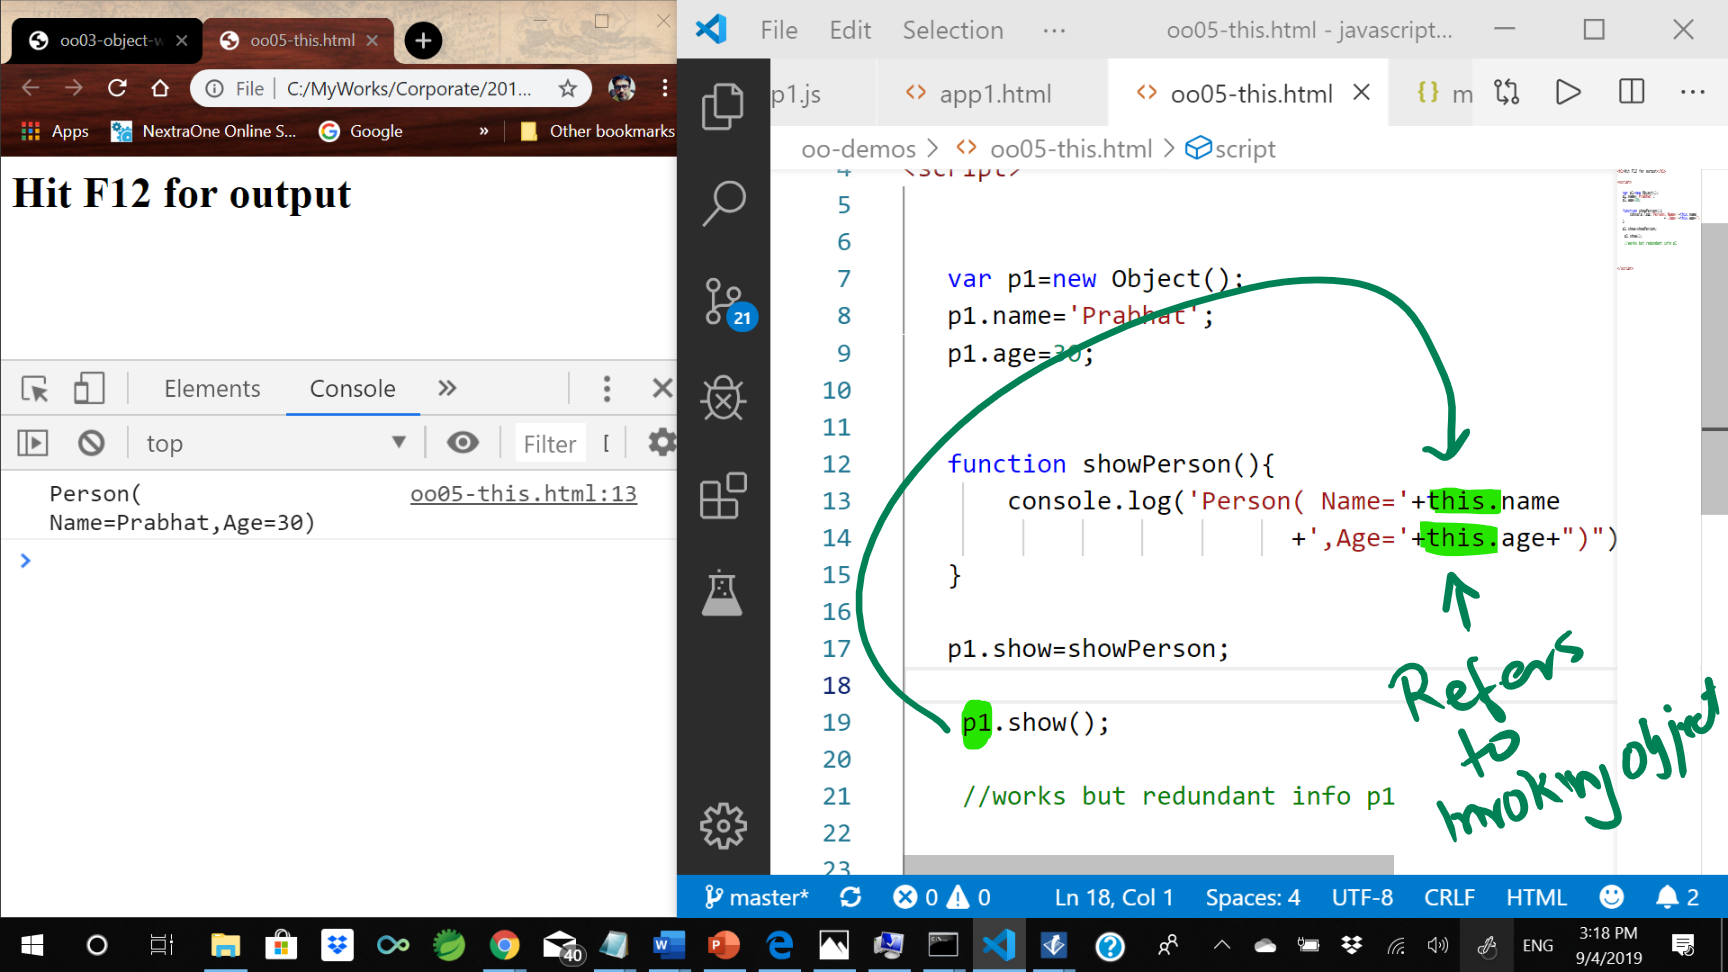 oo03-object-w
oo05-this.html
File C:/MyWorks/Corporate/201...
Apps NextraOne Online S... Google » Other bookmarks
Hit F12 for output
Elements Console »
top Filter
Person( oo05-this.html:13
Name=Prabhat,Age=30)
File Edit Selection ··· oo05-this.html - javascript...
p1.js app1.html oo05-this.html {} m
oo-demos > oo05-this.html > script
4 <script>
5
6
7 var p1=new Object();
8 p1.name='Prabhat';
9 p1.age=30;
10
11
12 function showPerson(){
13 console.log('Person( Name='+this.name
14 +',Age='+this.age+")")
15 }
16
17 p1.show=showPerson;
18
19 p1.show();
20
21 //works but redundant info p1
22
23
Refers
to
invoking object
21
master* 0 0 Ln 18, Col 1 Spaces: 4 UTF-8 CRLF HTML 2
40 ENG 3:18 PM
9/4/2019